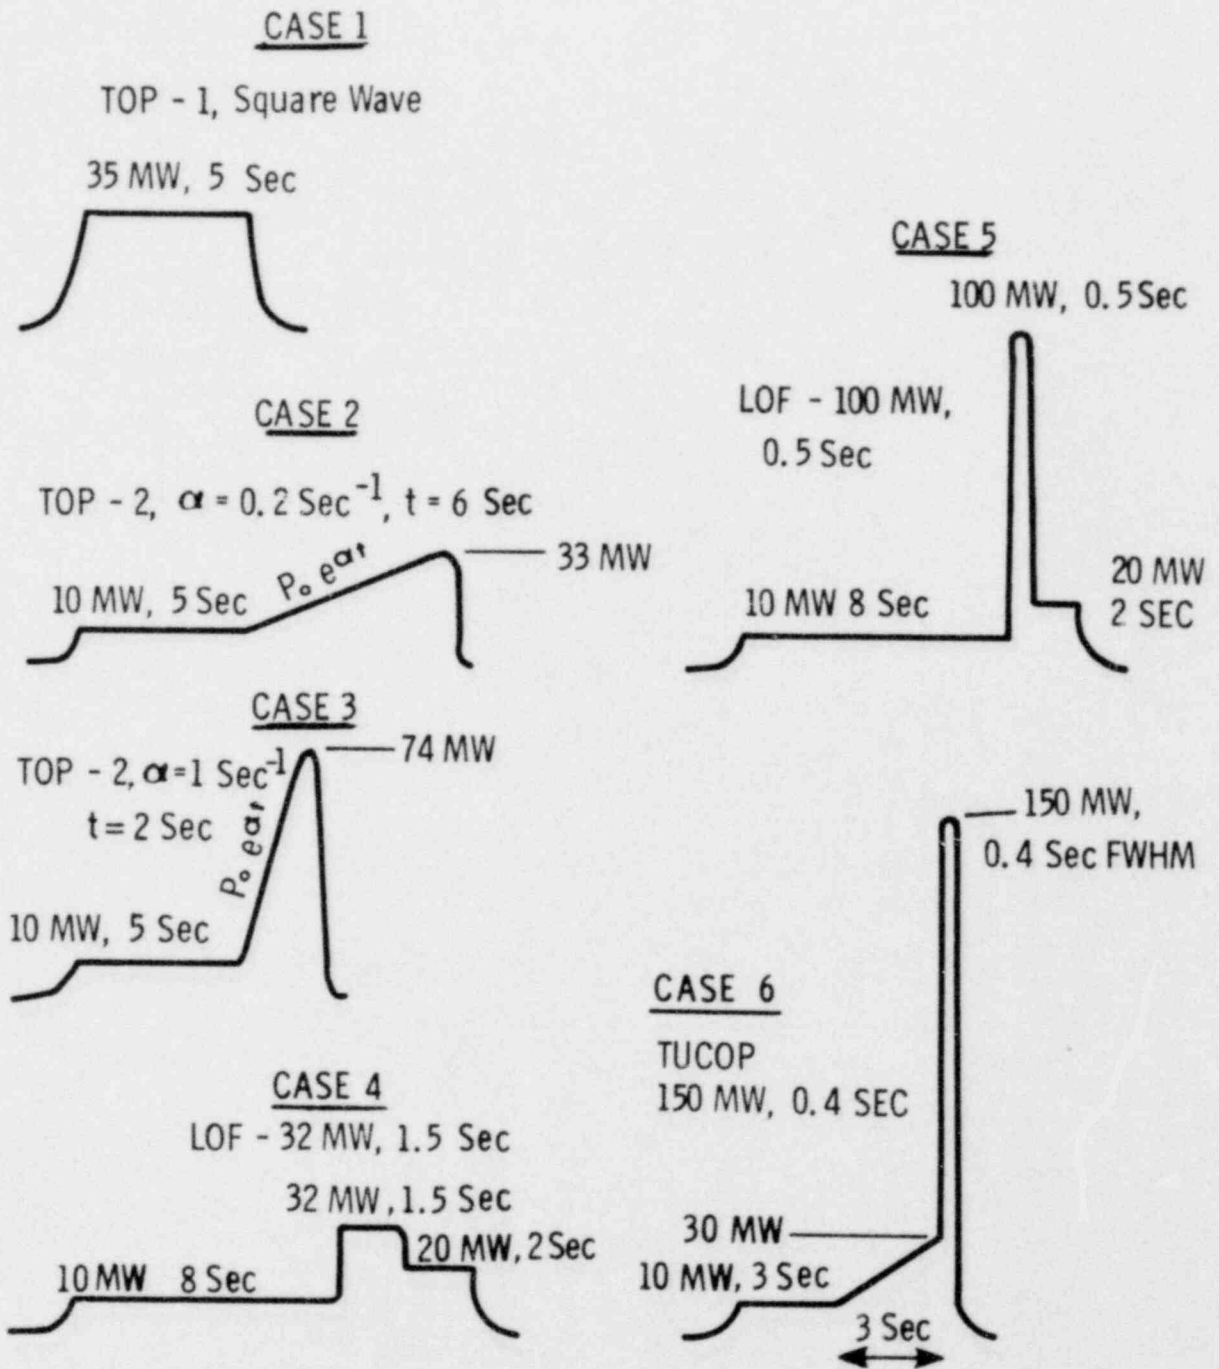 CASE 1
TOP - 1, Square Wave
35 MW, 5 Sec
CASE 2
TOP - 2, α = 0.2 Sec⁻¹, t = 6 Sec
P₀ eᵅᵗ
33 MW
10 MW, 5 Sec
CASE 3
74 MW
TOP - 2, α=1 Sec⁻¹
t = 2 Sec
P₀ eᵅᵗ
10 MW, 5 Sec
CASE 4
LOF - 32 MW, 1.5 Sec
32 MW, 1.5 Sec
20 MW, 2 Sec
10 MW 8 Sec
CASE 5
100 MW, 0.5 Sec
LOF - 100 MW,
0.5 Sec
20 MW
2 SEC
10 MW 8 Sec
150 MW,
0.4 Sec FWHM
CASE 6
TUCOP
150 MW, 0.4 SEC
30 MW
10 MW, 3 Sec
3 Sec